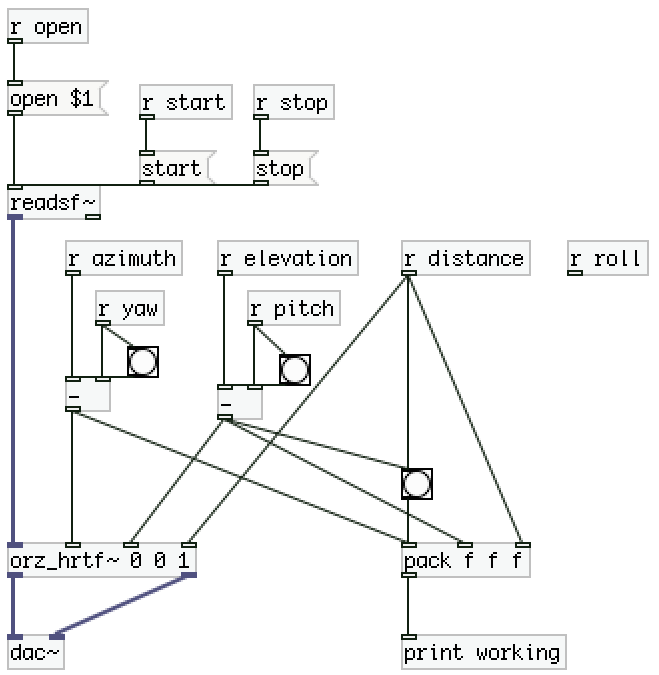 r open
open $1
r start
r stop
start
stop
readsf~
r azimuth
r elevation
r distance
r roll
r yaw
r pitch
-
-
orz_hrtf~ 0 0 1
pack f f f
dac~
print working